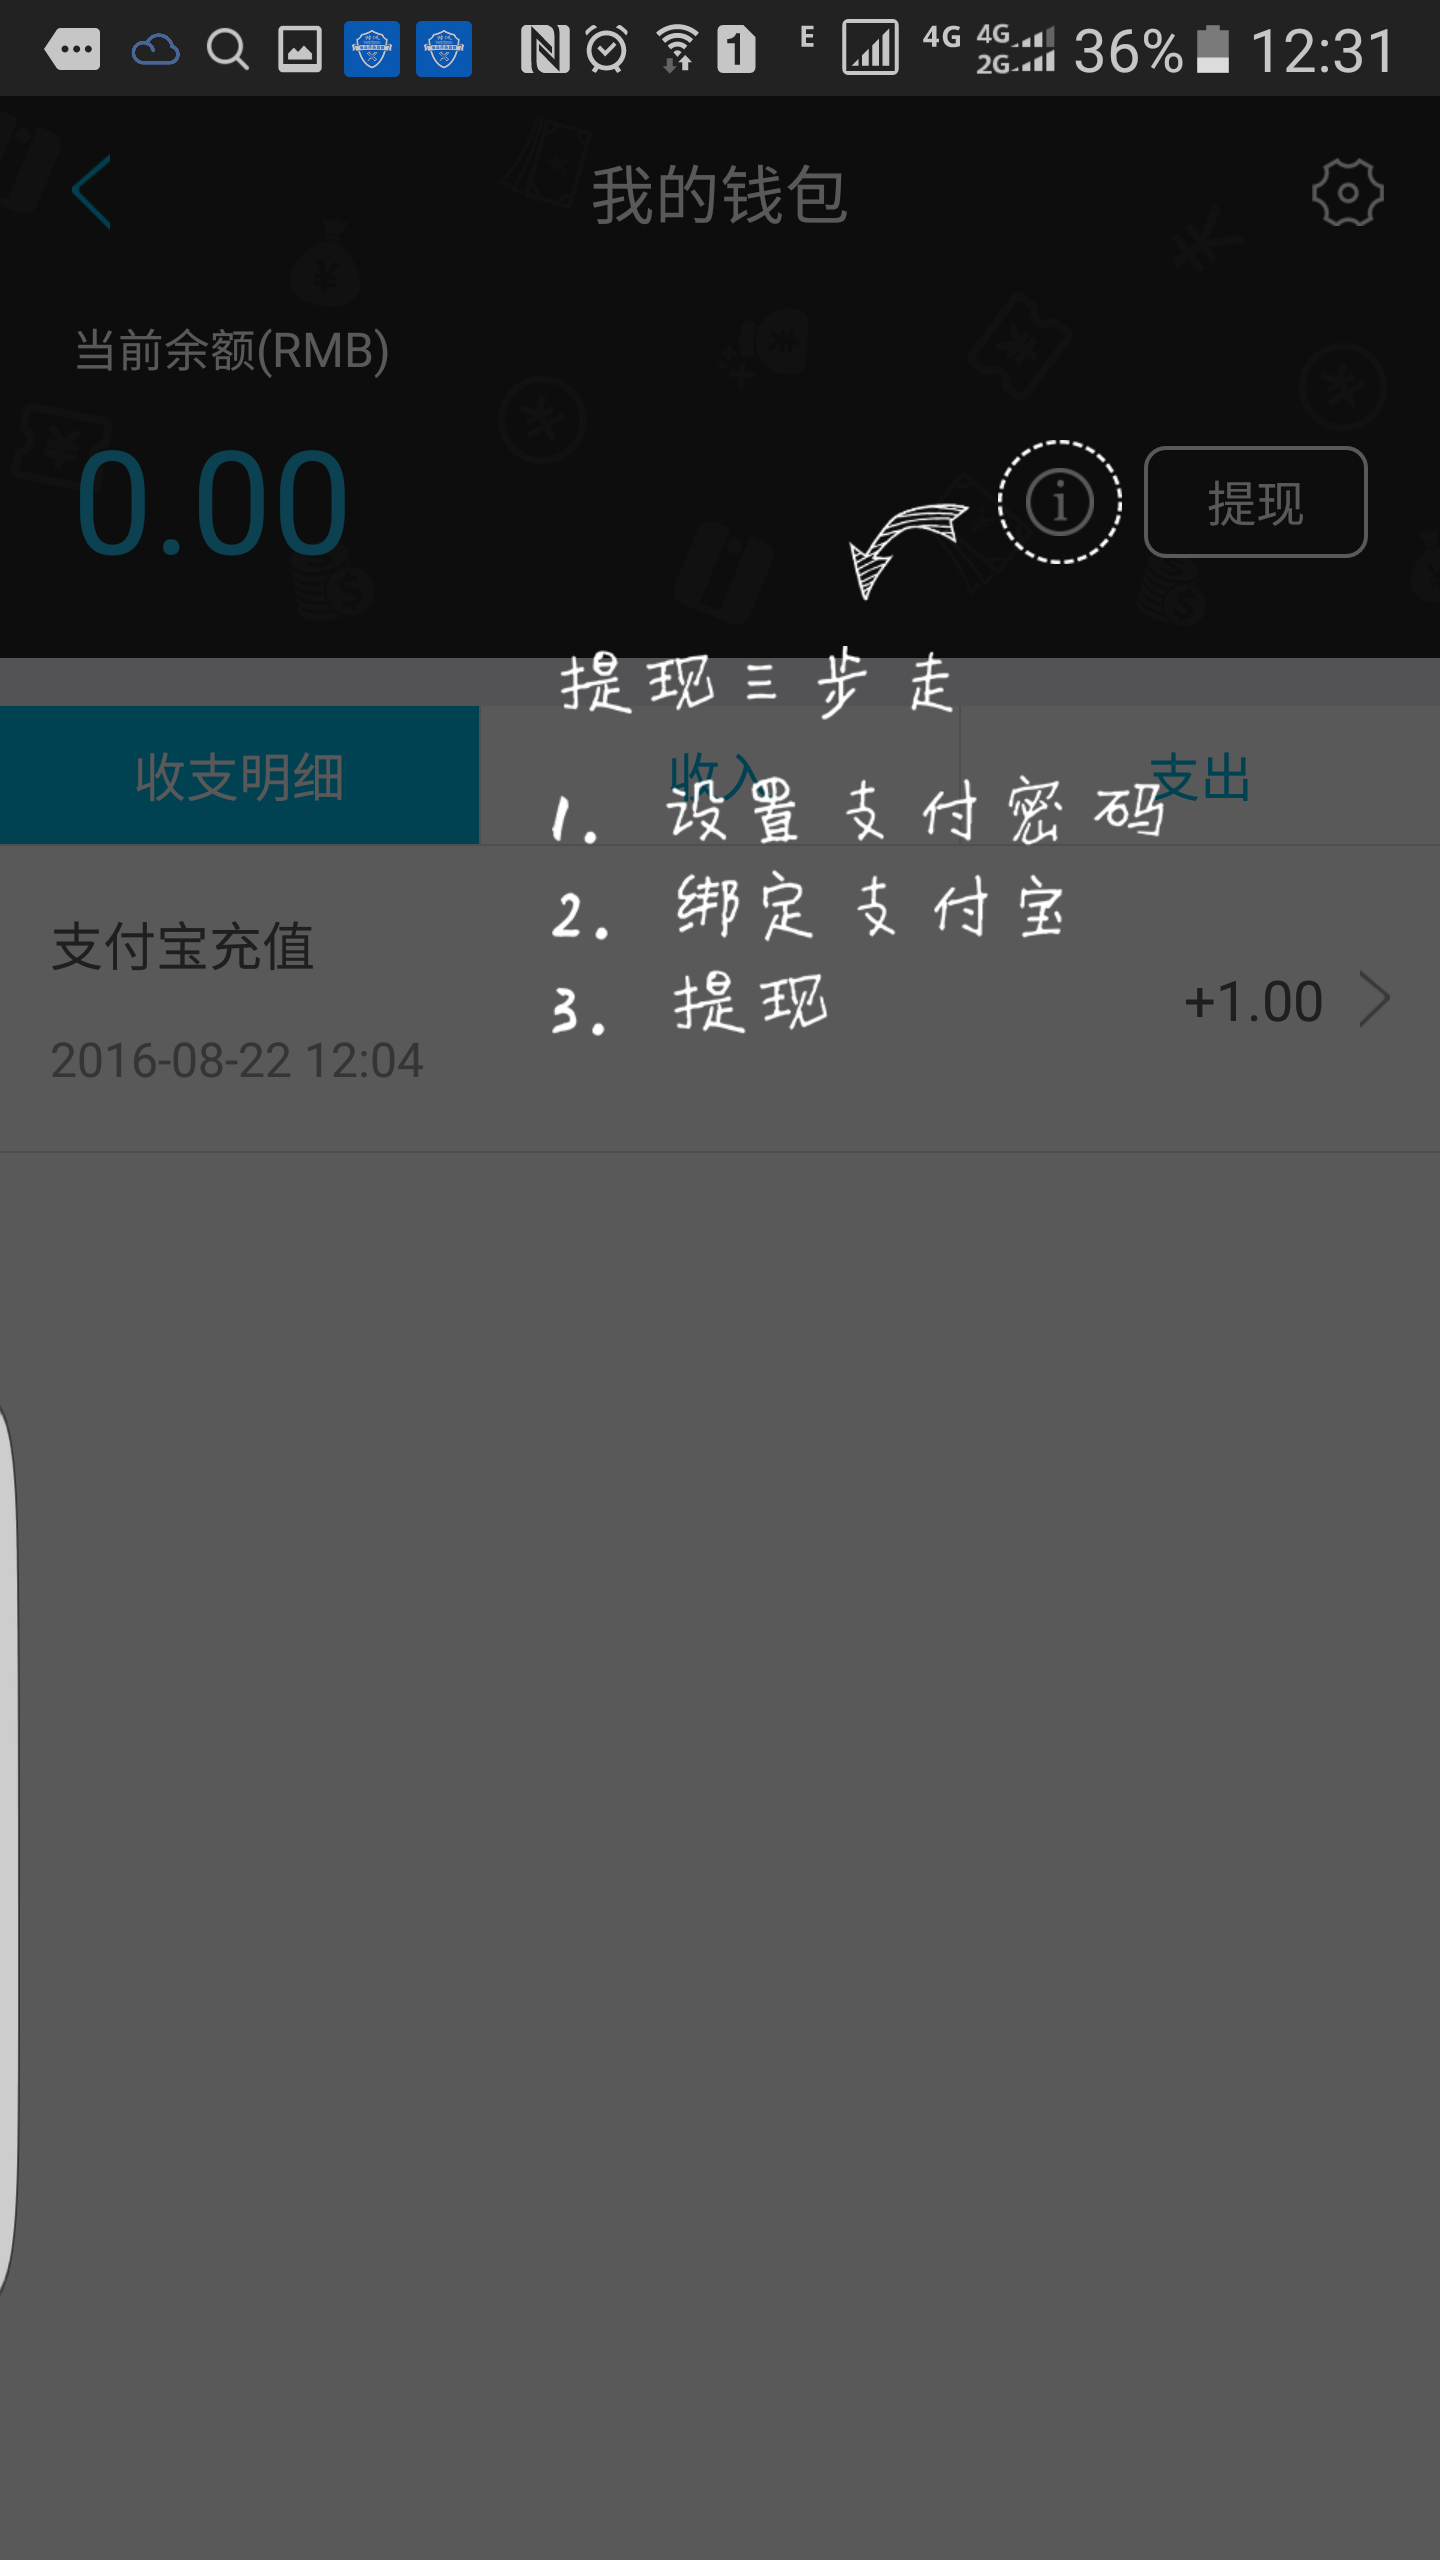 E 4G 4G 2G 36% 12:31
我的钱包
当前余额(RMB)
0.00
提现
提现三步走
收支明细 收入 支出
1. 设置支付密码
2. 绑定支付宝
3. 提现
支付宝充值
+1.00
2016-08-22 12:04